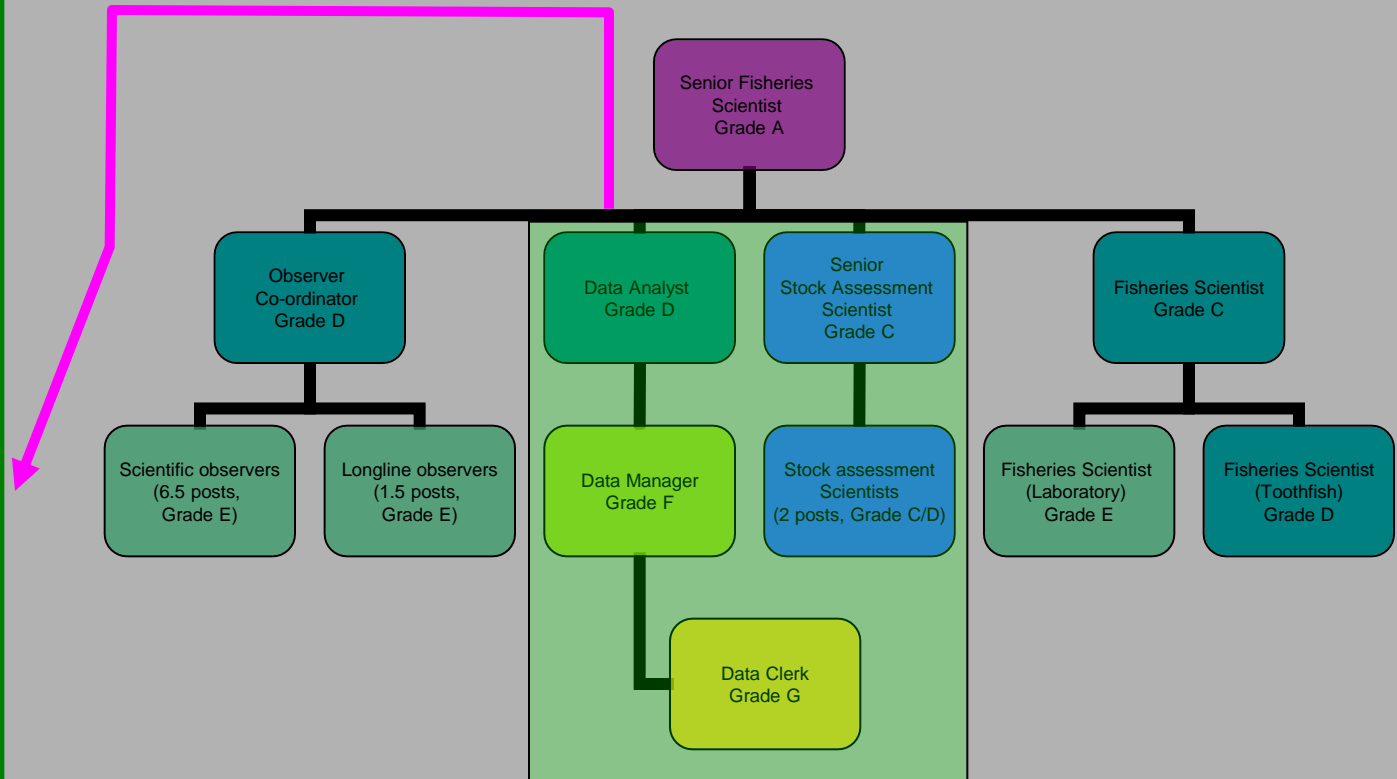 Senior Fisheries
Scientist
Grade A
Observer
Co-ordinator
Grade D
Data Analyst
Grade D
Senior
Stock Assessment
Scientist
Grade C
Fisheries Scientist
Grade C
Scientific observers
(6.5 posts,
Grade E)
Longline observers
(1.5 posts,
Grade E)
Data Manager
Grade F
Stock assessment
Scientists
(2 posts, Grade C/D)
Fisheries Scientist
(Laboratory)
Grade E
Fisheries Scientist
(Toothfish)
Grade D
Data Clerk
Grade G